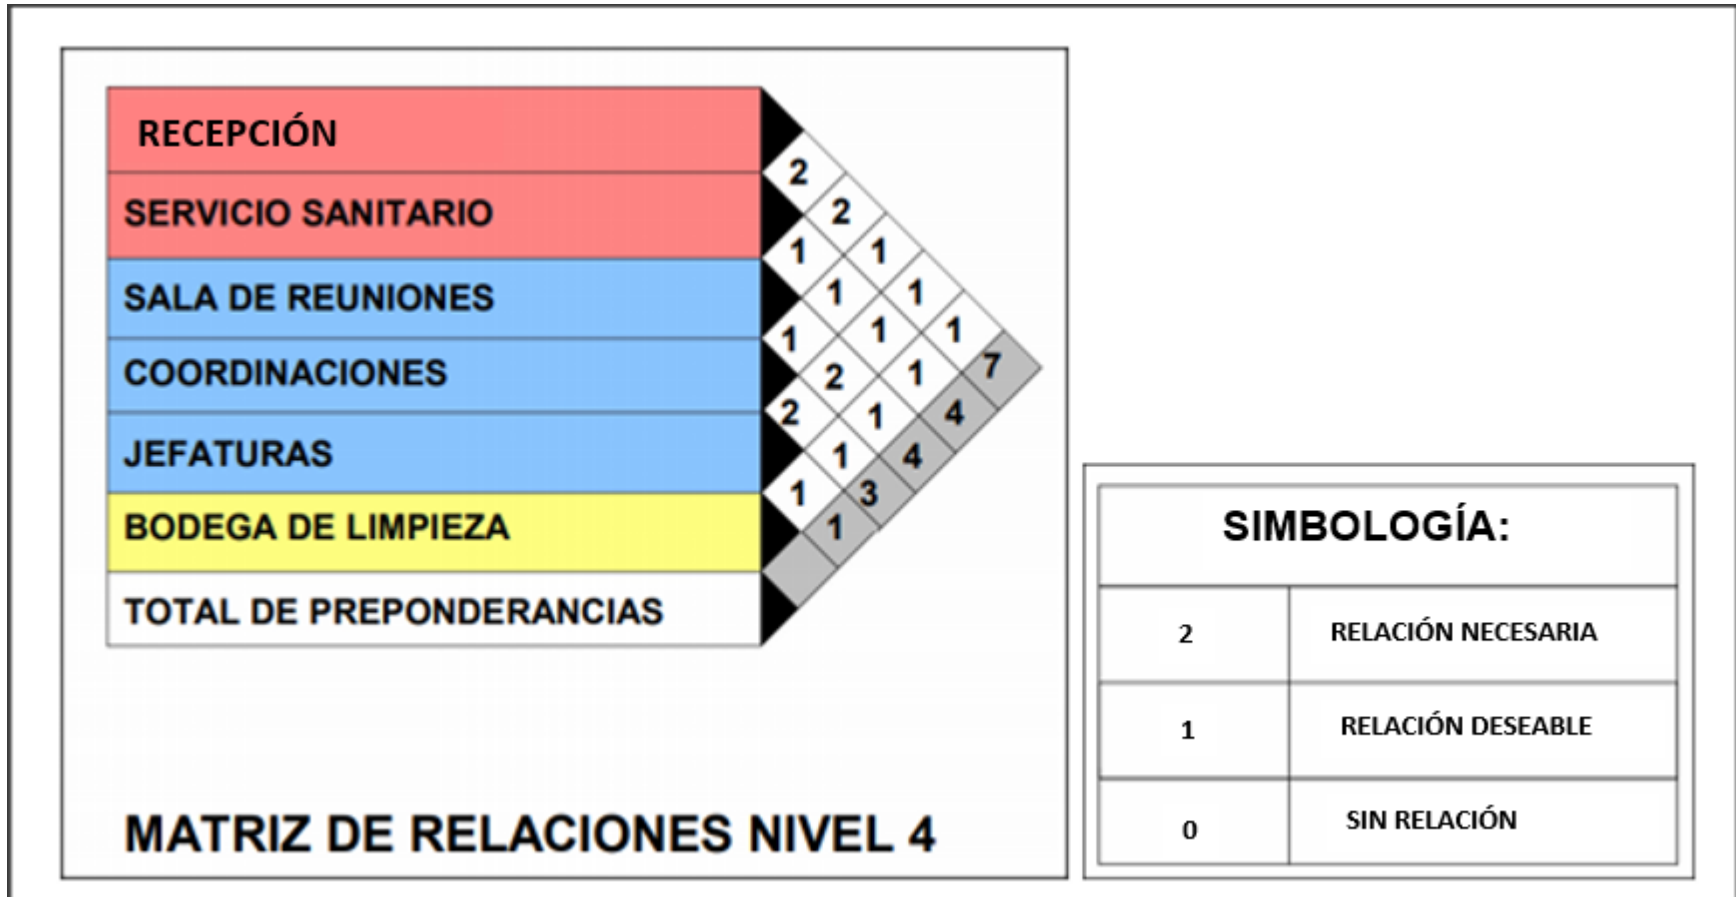 RECEPCIÓN
SERVICIO SANITARIO
SALA DE REUNIONES
COORDINACIONES
JEFATURAS
BODEGA DE LIMPIEZA
TOTAL DE PREPONDERANCIAS
2
2
1 1
1 1
1 1 1
2 1 7
2 1 4
1 4
1 3
1
MATRIZ DE RELACIONES NIVEL 4
SIMBOLOGÍA:
2 RELACIÓN NECESARIA
1 RELACIÓN DESEABLE
0 SIN RELACIÓN